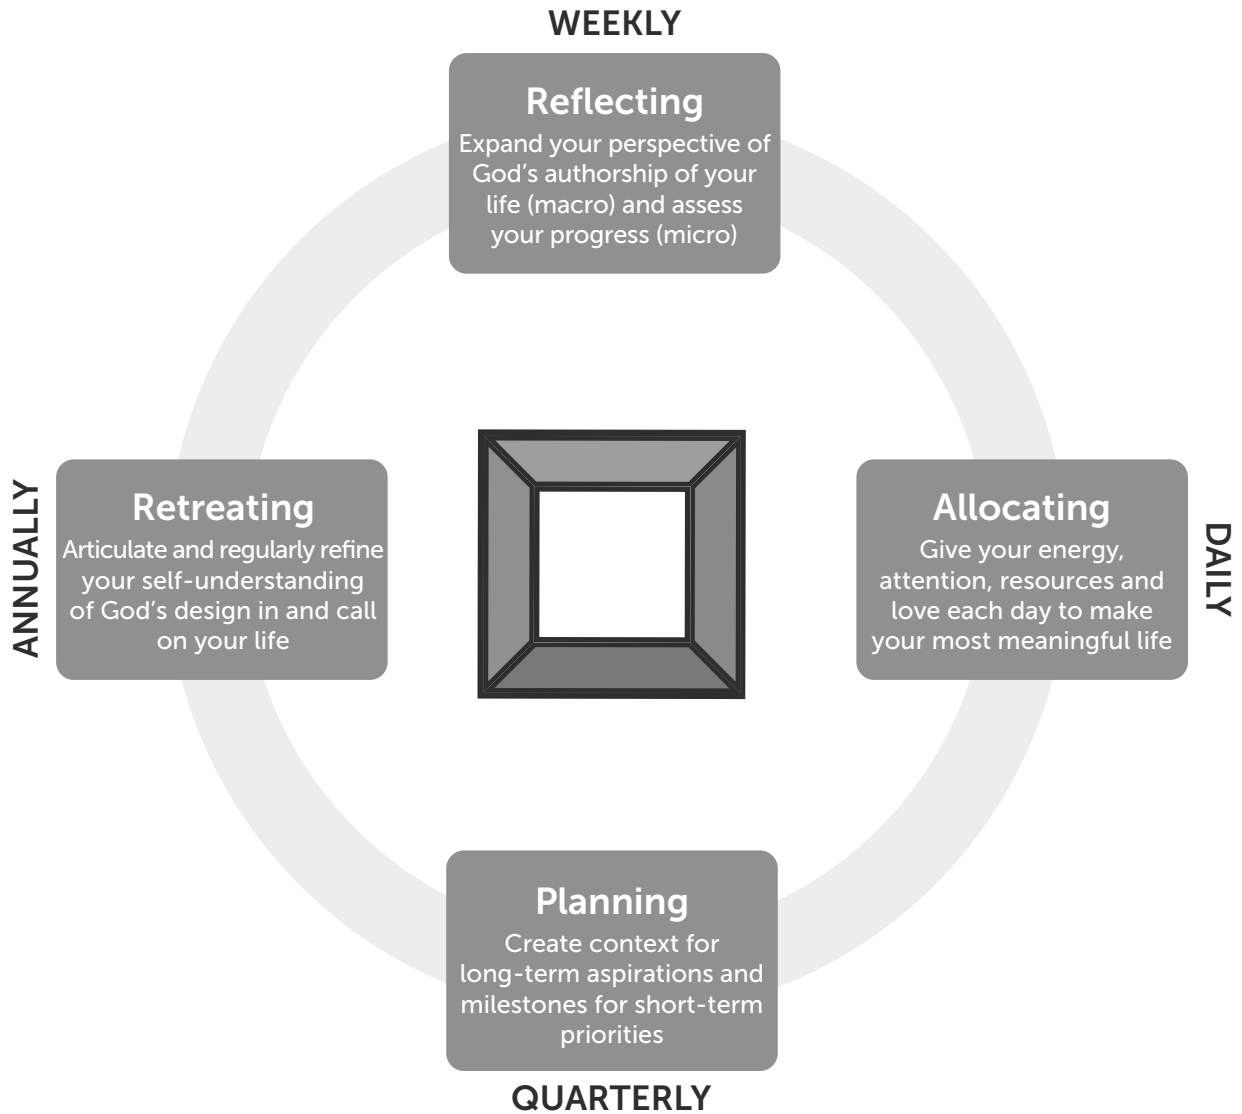 WEEKLY
Reflecting
Expand your perspective of
God’s authorship of your
life (macro) and assess
your progress (micro)
ANNUALLY
Retreating
Articulate and regularly refine
your self-understanding
of God’s design in and call
on your life
Allocating
Give your energy,
attention, resources and
love each day to make
your most meaningful life
DAILY
Planning
Create context for
long-term aspirations and
milestones for short-term
priorities
QUARTERLY